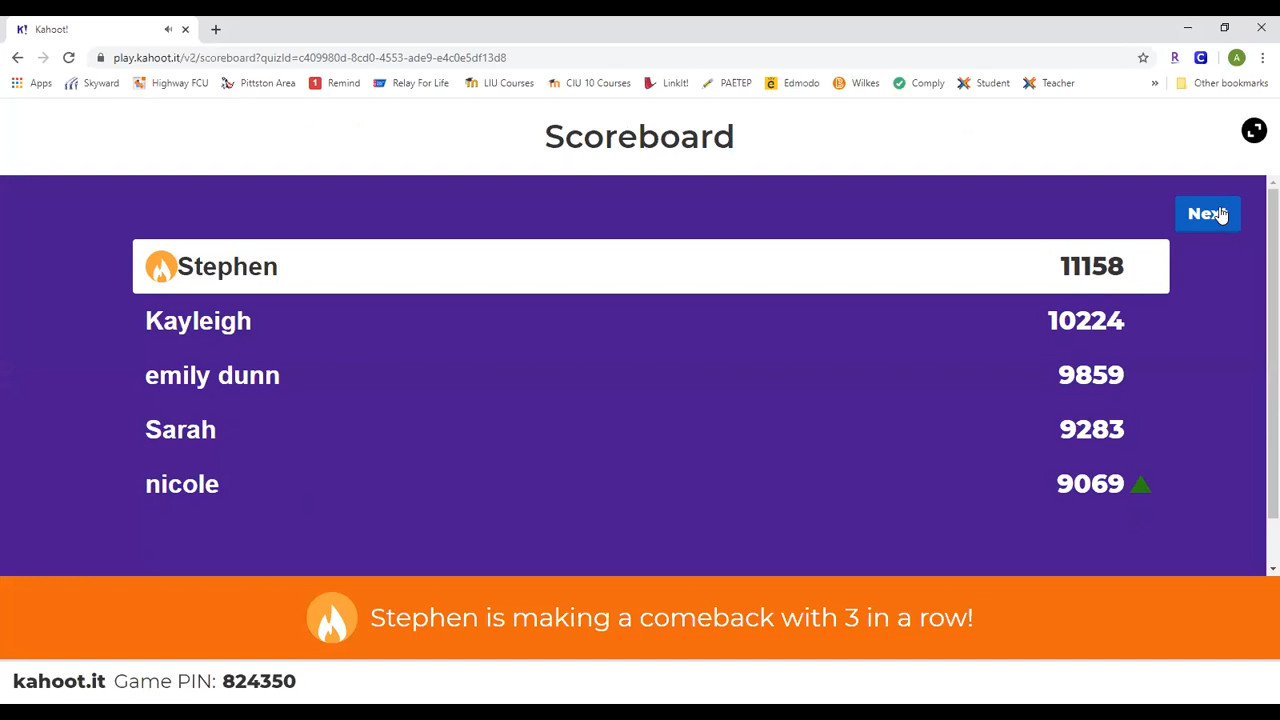 K! Kahoot!
play.kahoot.it/v2/scoreboard?quizId=c409980d-8cd0-4553-ade9-e4c0e5df13d8
R C A
Apps Skyward Highway FCU Pittston Area 1 Remind Relay For Life LIU Courses CIU 10 Courses LinkIt! PAETEP Edmodo Wilkes Comply Student Teacher » Other bookmarks
Scoreboard
Next
Stephen 11158
Kayleigh 10224
emily dunn 9859
Sarah 9283
nicole 9069
Stephen is making a comeback with 3 in a row!
kahoot.it Game PIN: 824350